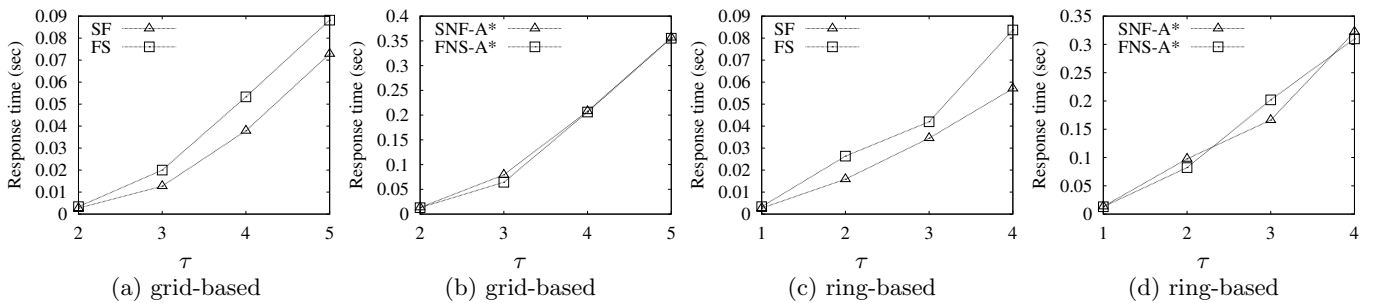 Response time (sec)
0.09
0.08
0.07
0.06
0.05
0.04
0.03
0.02
0.01
0
SF
FS
2 3 4 5
τ
(a) grid-based
Response time (sec)
0.4
0.35
0.3
0.25
0.2
0.15
0.1
0.05
0
SNF-A*
FNS-A*
2 3 4 5
τ
(b) grid-based
Response time (sec)
0.09
0.08
0.07
0.06
0.05
0.04
0.03
0.02
0.01
0
SF
FS
1 2 3 4
τ
(c) ring-based
Response time (sec)
0.35
0.3
0.25
0.2
0.15
0.1
0.05
0
SNF-A*
FNS-A*
1 2 3 4
τ
(d) ring-based